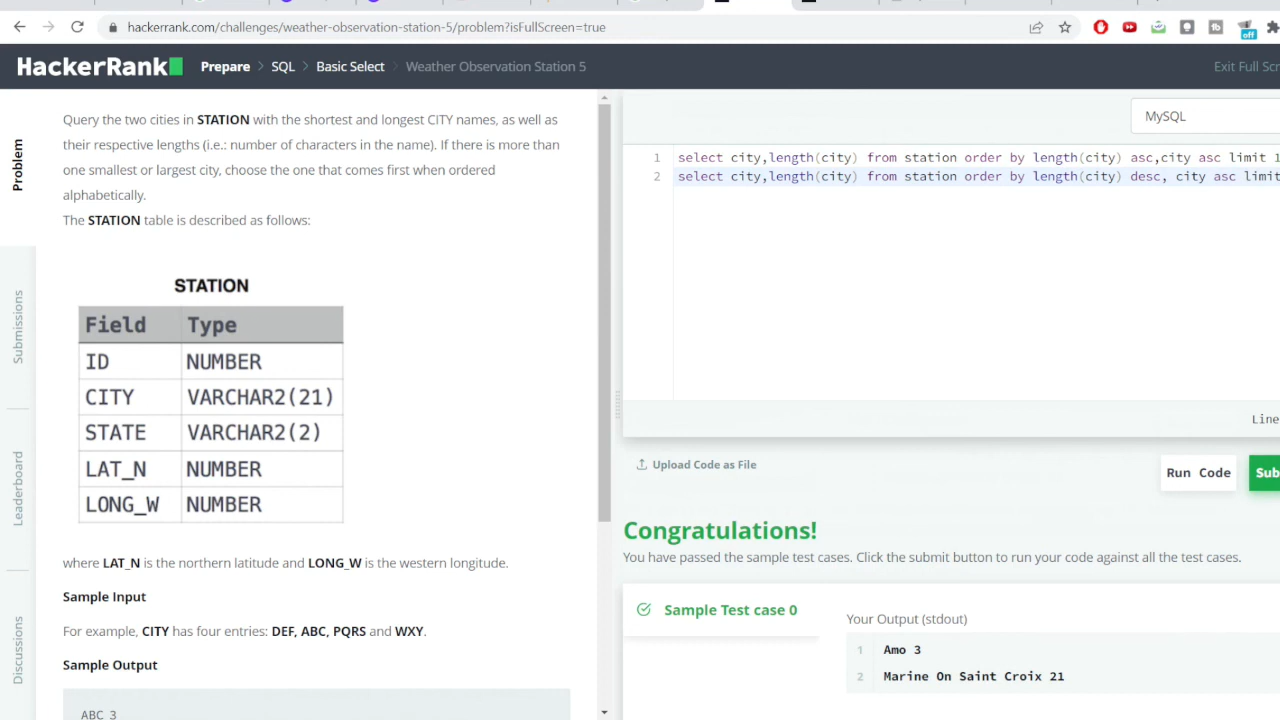 hackerrank.com/challenges/weather-observation-station-5/problem?isFullScreen=true
off
HackerRank
Prepare > SQL > Basic Select > Weather Observation Station 5
Exit Full Scr
Problem
Submissions
Leaderboard
Discussions
Query the two cities in STATION with the shortest and longest CITY names, as well as
their respective lengths (i.e.: number of characters in the name). If there is more than
one smallest or largest city, choose the one that comes first when ordered
alphabetically.
The STATION table is described as follows:
STATION
Field Type
ID NUMBER
CITY VARCHAR2(21)
STATE VARCHAR2(2)
LAT_N NUMBER
LONG_W NUMBER
where LAT_N is the northern latitude and LONG_W is the western longitude.
Sample Input
For example, CITY has four entries: DEF, ABC, PQRS and WXY.
Sample Output
ABC 3
MySQL
1 select city,length(city) from station order by length(city) asc,city asc limit 1
2 select city,length(city) from station order by length(city) desc, city asc limit
Line
Upload Code as File
Run Code
Sub
Congratulations!
You have passed the sample test cases. Click the submit button to run your code against all the test cases.
Sample Test case 0
Your Output (stdout)
1 Amo 3
2 Marine On Saint Croix 21